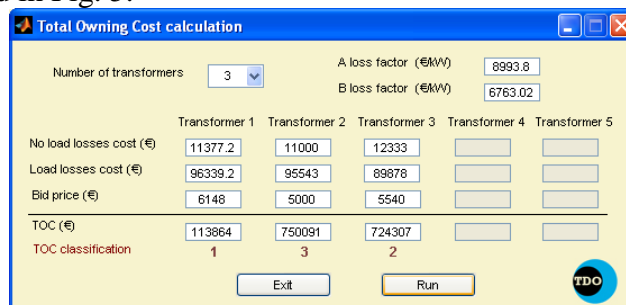 d in Fig. 5.
Total Owning Cost calculation
Number of transformers 3 A loss factor (€/kW) 8993.8
B loss factor (€/kW) 6763.02
Transformer 1 Transformer 2 Transformer 3 Transformer 4 Transformer 5
No load losses cost (€) 11377.2 11000 12333
Load losses cost (€) 96339.2 95543 89878
Bid price (€) 6148 5000 5540
TOC (€) 113864 750091 724307
TOC classification 1 3 2
Exit Run TDO